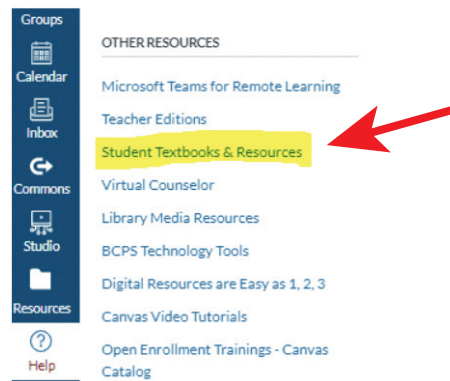 Groups
Calendar
Inbox
Commons
Studio
Resources
Help
OTHER RESOURCES
Microsoft Teams for Remote Learning
Teacher Editions
Student Textbooks & Resources
Virtual Counselor
Library Media Resources
BCPS Technology Tools
Digital Resources are Easy as 1, 2, 3
Canvas Video Tutorials
Open Enrollment Trainings - Canvas
Catalog